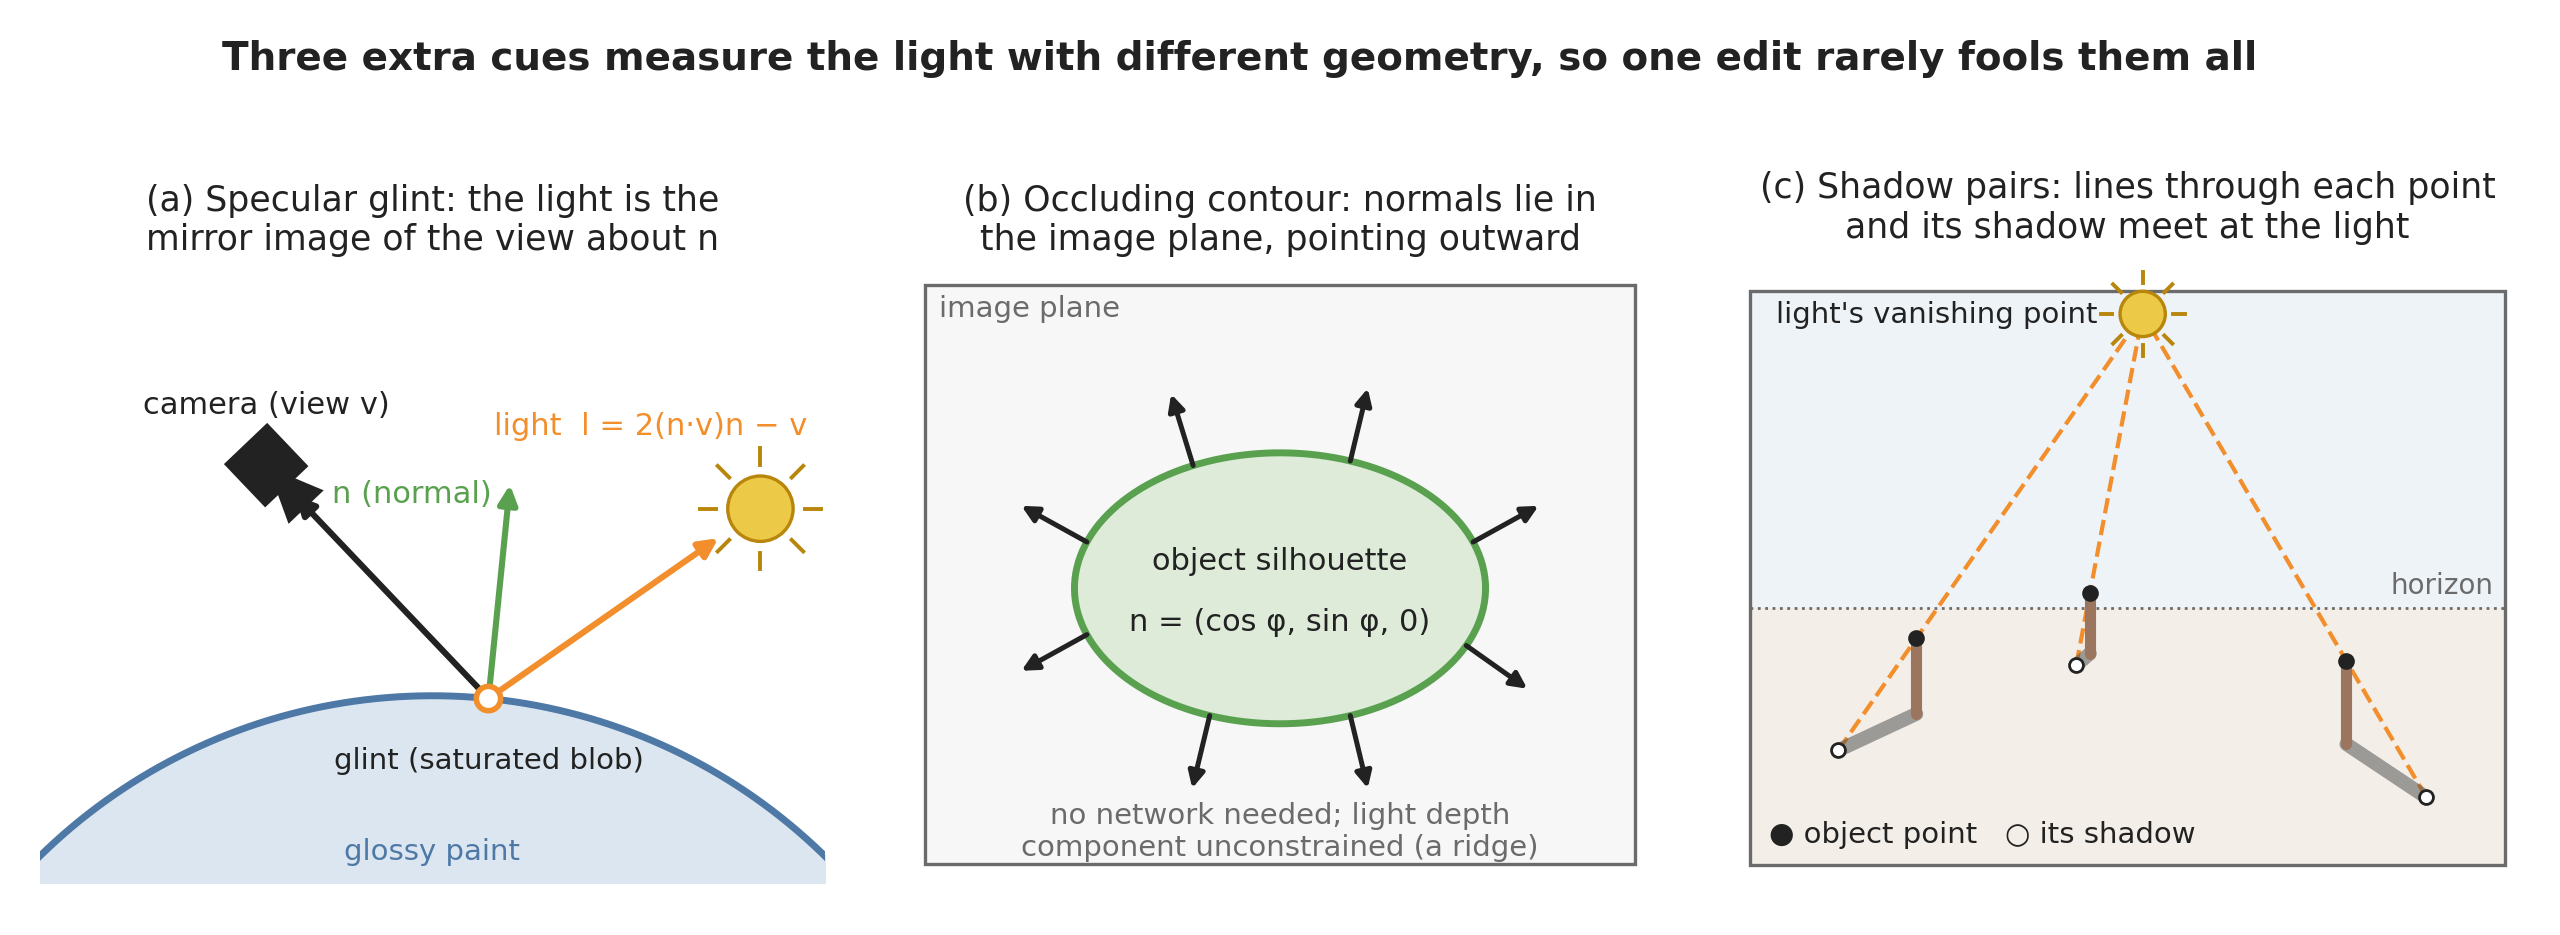 Three extra cues measure the light with different geometry, so one edit rarely fools them all
(a) Specular glint: the light is the
mirror image of the view about n
camera (view v)
light  l = 2(n·v)n − v
n (normal)
glint (saturated blob)
glossy paint
(b) Occluding contour: normals lie in
the image plane, pointing outward
image plane
object silhouette
n = (cos φ, sin φ, 0)
no network needed; light depth
component unconstrained (a ridge)
(c) Shadow pairs: lines through each point
and its shadow meet at the light
light's vanishing point
horizon
● object point   ○ its shadow